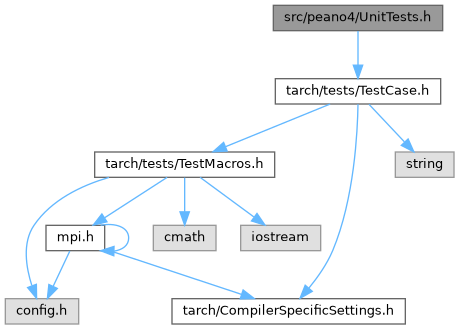 src/peano4/UnitTests.h
tarch/tests/TestCase.h
tarch/tests/TestMacros.h
string
mpi.h
cmath
iostream
config.h
tarch/CompilerSpecificSettings.h